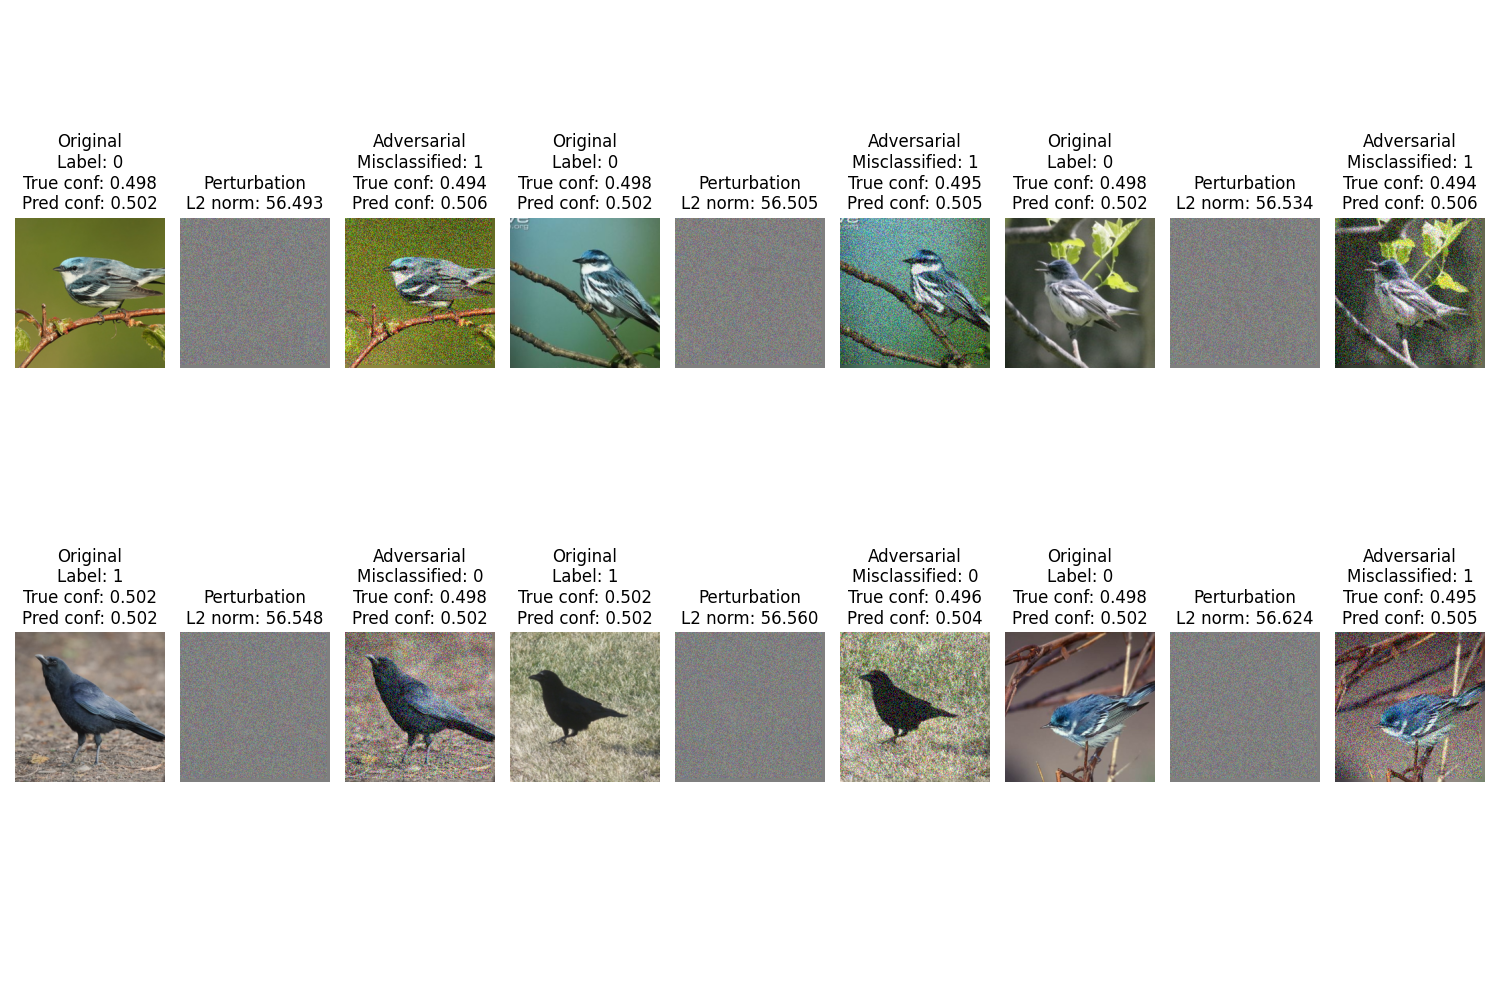 Original
Label: 0
True conf: 0.498
Pred conf: 0.502
Perturbation
L2 norm: 56.493
Adversarial
Misclassified: 1
True conf: 0.494
Pred conf: 0.506
Original
Label: 0
True conf: 0.498
Pred conf: 0.502
Perturbation
L2 norm: 56.505
Adversarial
Misclassified: 1
True conf: 0.495
Pred conf: 0.505
Original
Label: 0
True conf: 0.498
Pred conf: 0.502
Perturbation
L2 norm: 56.534
Adversarial
Misclassified: 1
True conf: 0.494
Pred conf: 0.506
Original
Label: 1
True conf: 0.502
Pred conf: 0.502
Perturbation
L2 norm: 56.548
Adversarial
Misclassified: 0
True conf: 0.498
Pred conf: 0.502
Original
Label: 1
True conf: 0.502
Pred conf: 0.502
Perturbation
L2 norm: 56.560
Adversarial
Misclassified: 0
True conf: 0.496
Pred conf: 0.504
Original
Label: 0
True conf: 0.498
Pred conf: 0.502
Perturbation
L2 norm: 56.624
Adversarial
Misclassified: 1
True conf: 0.495
Pred conf: 0.505